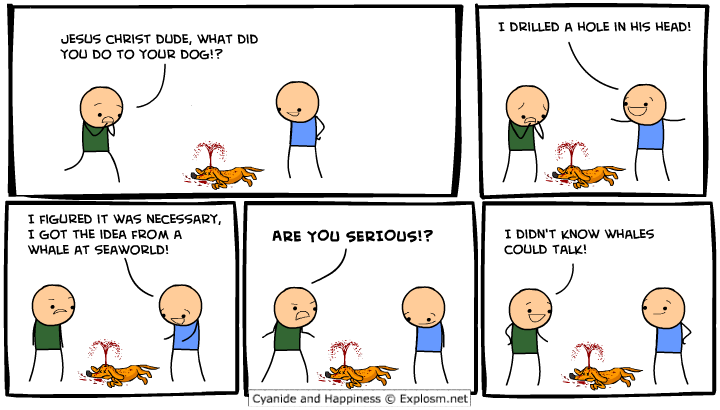 JESUS CHRIST DUDE, WHAT DID
YOU DO TO YOUR DOG!?
I DRILLED A HOLE IN HIS HEAD!
I FIGURED IT WAS NECESSARY,
I GOT THE IDEA FROM A
WHALE AT SEAWORLD!
ARE YOU SERIOUS!?
I DIDN'T KNOW WHALES
COULD TALK!
Cyanide and Happiness © Explosm.net